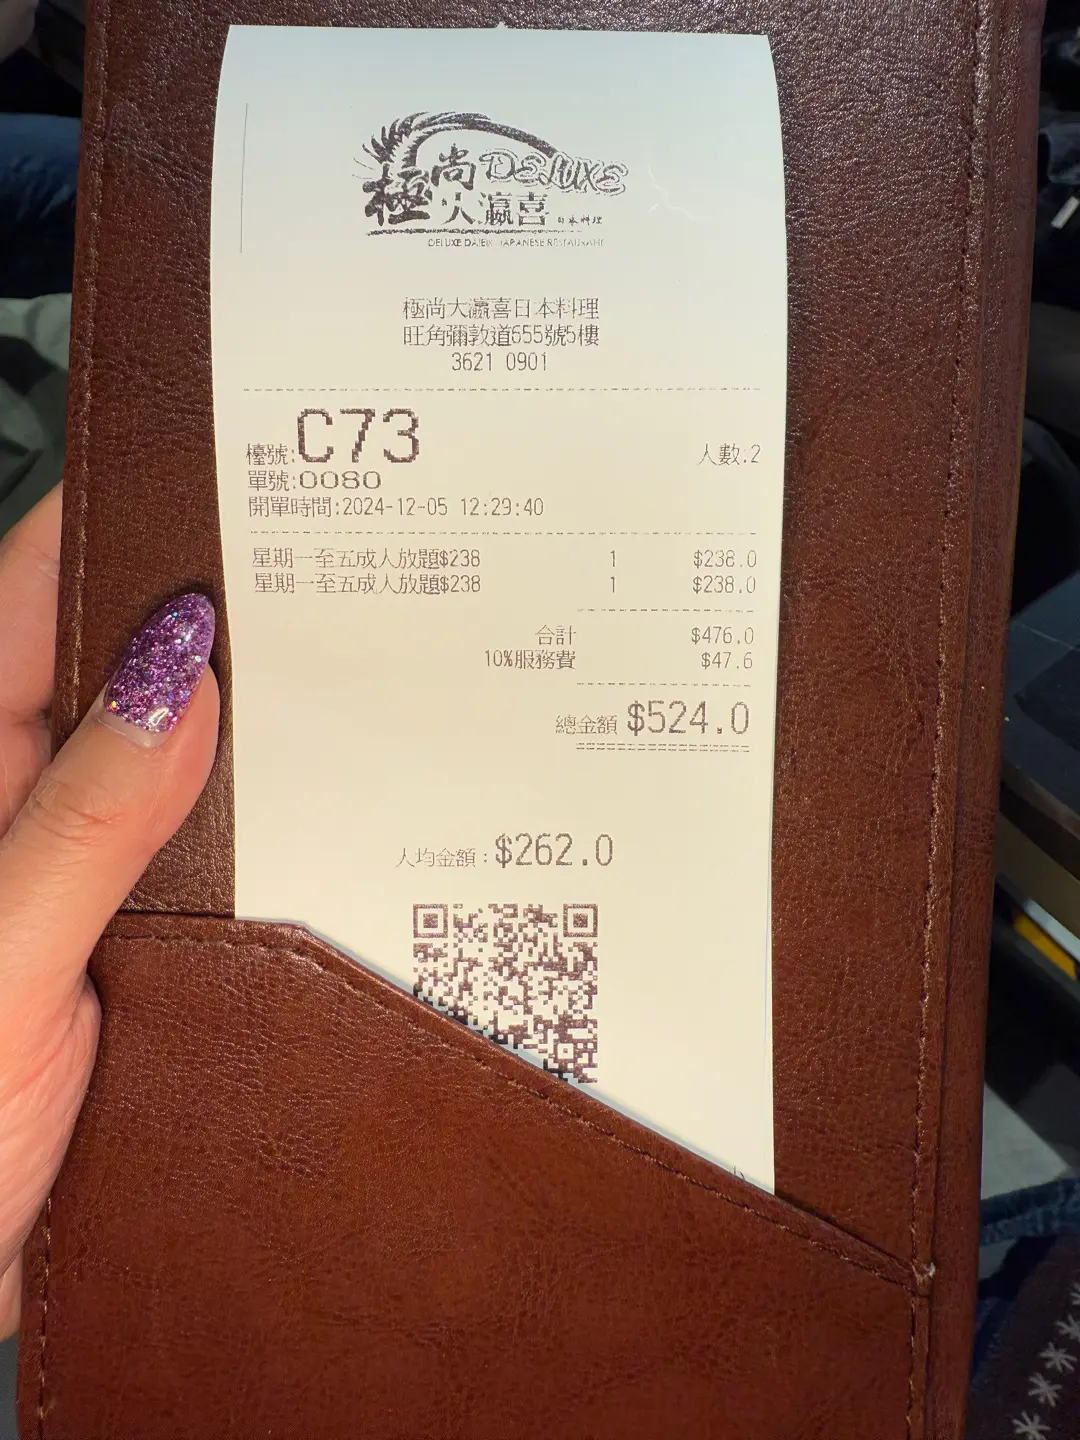 極尚 DELUXE
大瀛喜 日本料理
DELUXE DAIEIKI JAPANESE RESTAURANT
極尚大瀛喜日本料理
旺角彌敦道655號5樓
3621 0901
檯號:C73 人數:2
單號:0080
開單時間:2024-12-05 12:29:40
星期一至五成人放題$238 1 $238.0
星期一至五成人放題$238 1 $238.0
合計 $476.0
10%服務費 $47.6
總金額 $524.0
人均金額:$262.0